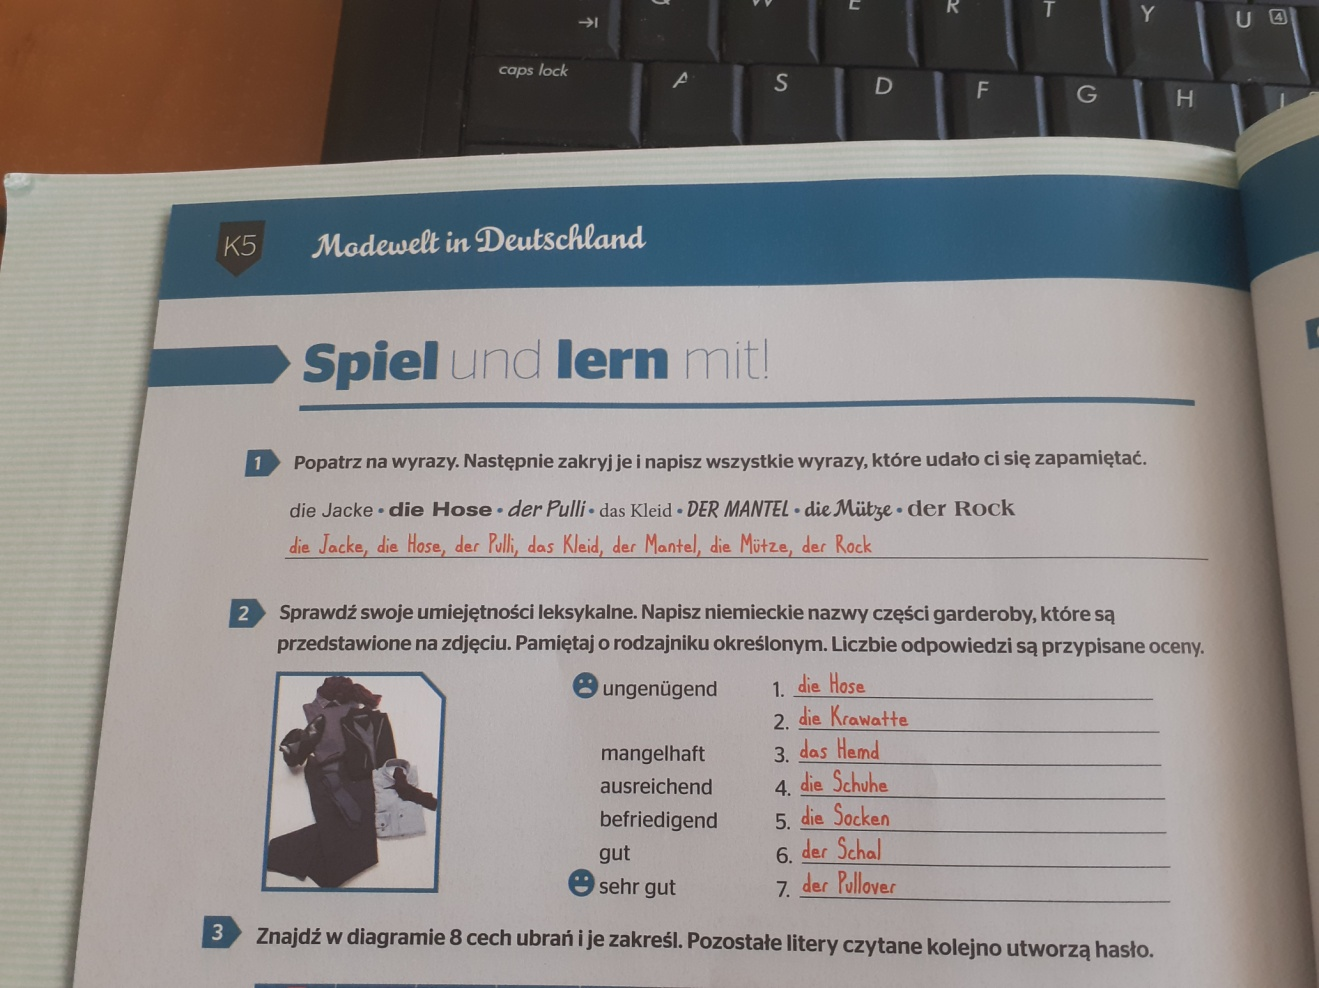 Q W E R T Y U 4
caps lock A S D F G H
K5 Modewelt in Deutschland
Spiel und lern mit!
1 Popatrz na wyrazy. Następnie zakryj je i napisz wszystkie wyrazy, które udało ci się zapamiętać.
die Jacke • die Hose • der Pulli • das Kleid • DER MANTEL • die Mütze • der Rock
die Jacke, die Hose, der Pulli, das Kleid, der Mantel, die Mütze, der Rock
2 Sprawdź swoje umiejętności leksykalne. Napisz niemieckie nazwy części garderoby, które są
przedstawione na zdjęciu. Pamiętaj o rodzajniku określonym. Liczbie odpowiedzi są przypisane oceny.
ungenügend 1. die Hose
2. die Krawatte
mangelhaft 3. das Hemd
ausreichend 4. die Schuhe
befriedigend 5. die Socken
gut 6. der Schal
sehr gut 7. der Pullover
3 Znajdź w diagramie 8 cech ubrań i je zakreśl. Pozostałe litery czytane kolejno utworzą hasło.